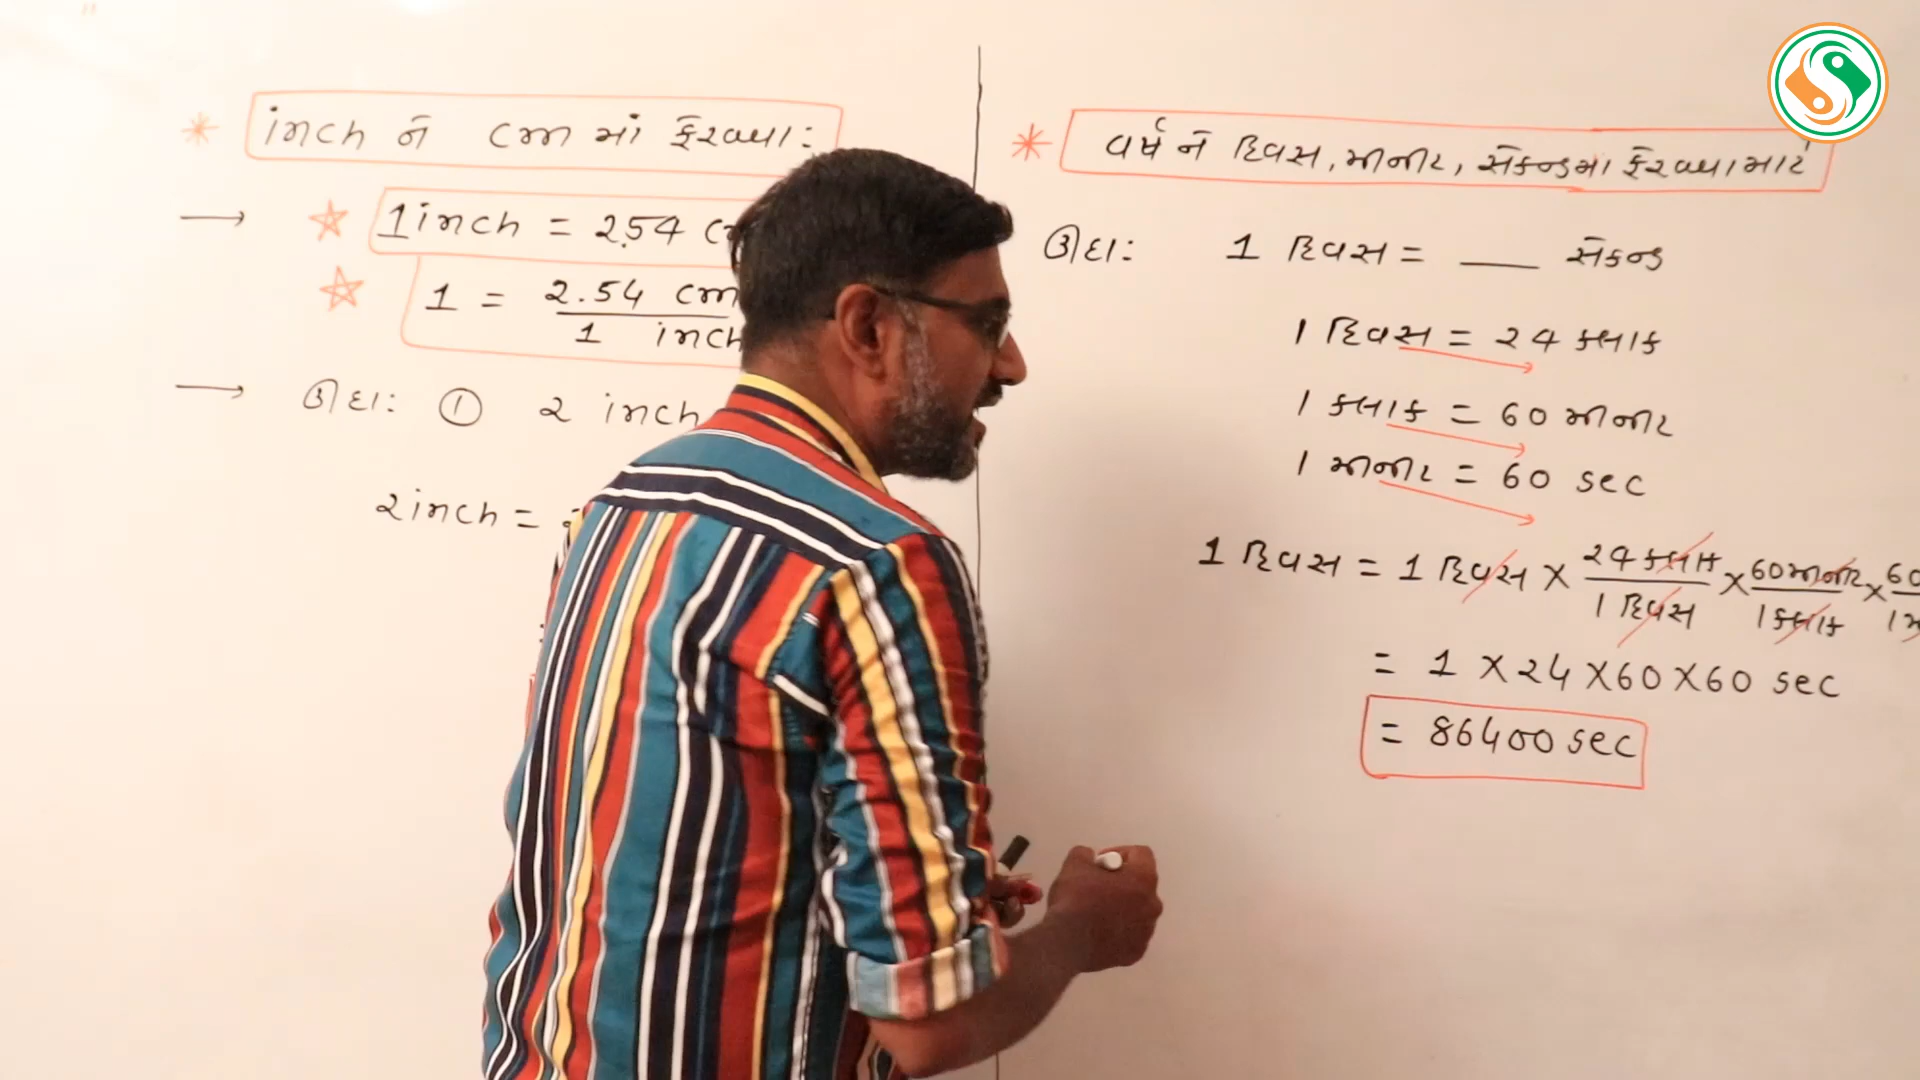 * inch ને cm માં ફેરવવા :
→ ☆ 1 inch = 2.54
☆ 1 = 2.54 cm / 1 inch
→ ઉદા: ① 2 inch
2 inch =
* વર્ષ ને દિવસ, મીનીટ, સેકન્ડમાં ફેરવવા માટે
ઉદા: 1 દિવસ = ___ સેકન્ડ
1 દિવસ = 24 કલાક
1 કલાક = 60 મીનીટ
1 મીનીટ = 60 sec
1 દિવસ = 1 દિવસ × 24 કલાક / 1 દિવસ × 60 મીનીટ / 1 કલાક × 60
= 1 × 24 × 60 × 60 sec
= 86400 sec